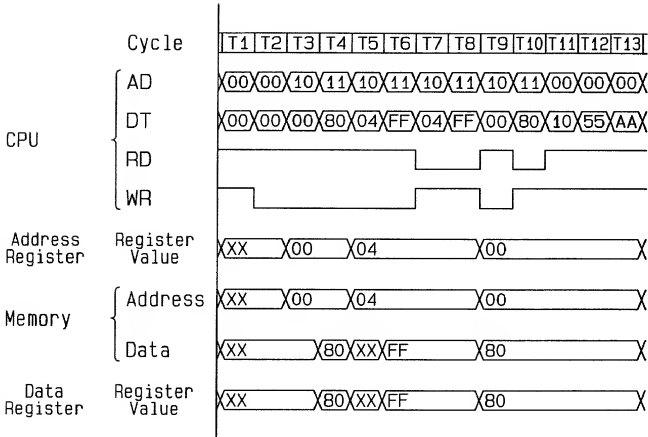 Cycle T1 T2 T3 T4 T5 T6 T7 T8 T9 T10 T11 T12 T13
AD 00 00 10 11 10 11 10 11 10 11 00 00 00
CPU
DT 00 00 00 80 04 FF 04 FF 00 80 10 55 AA
RD
WR
Address Register Register Value XX 00 04 00
Memory
Address XX 00 04 00
Data XX 80 XX FF 80
Data Register Register Value XX 80 XX FF 80